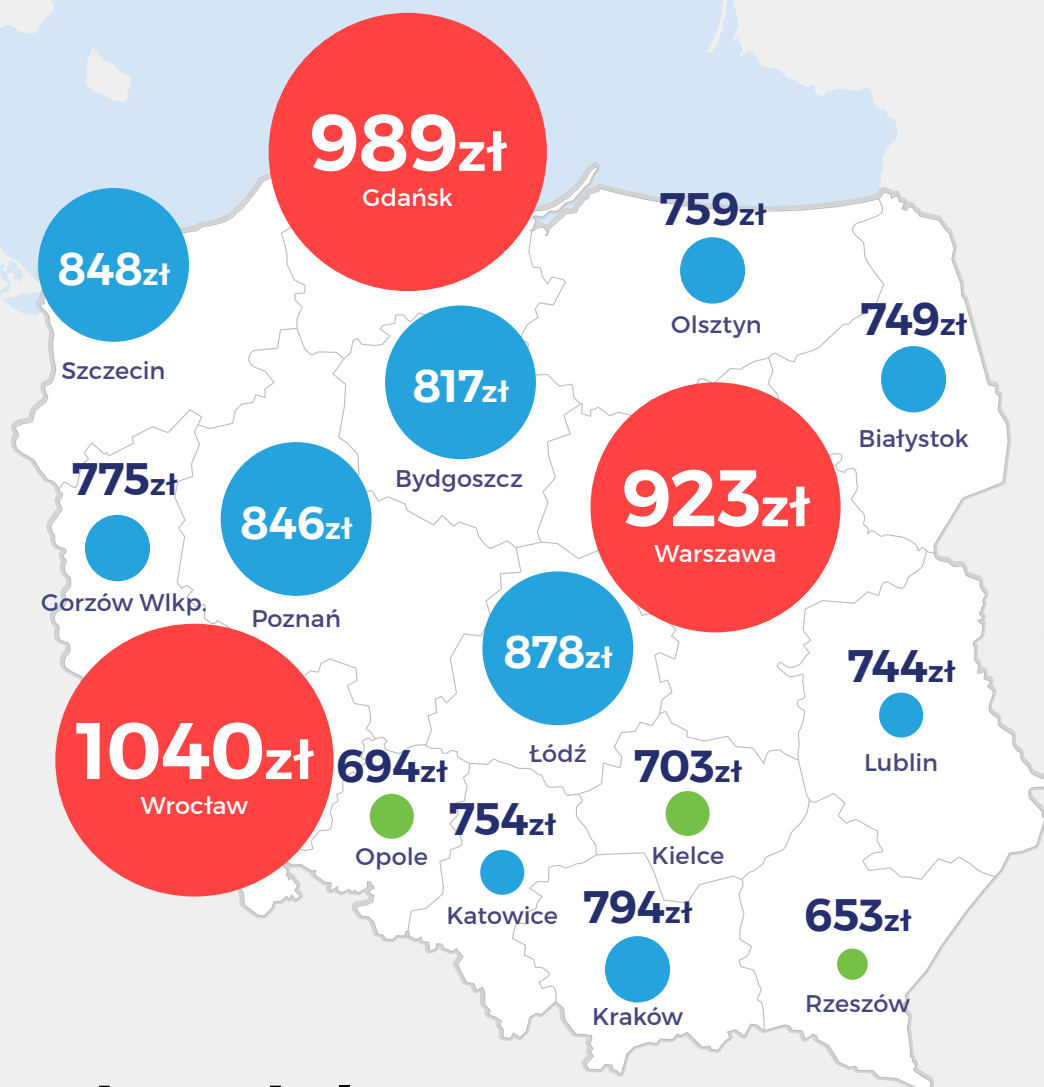 989zł
Gdańsk
848zł
Szczecin
759zł
Olsztyn
749zł
Białystok
817zł
Bydgoszcz
775zł
Gorzów Wlkp.
846zł
Poznań
923zł
Warszawa
878zł
Łódź
744zł
Lublin
1040zł
Wrocław
694zł
Opole
754zł
Katowice
703zł
Kielce
794zł
Kraków
653zł
Rzeszów